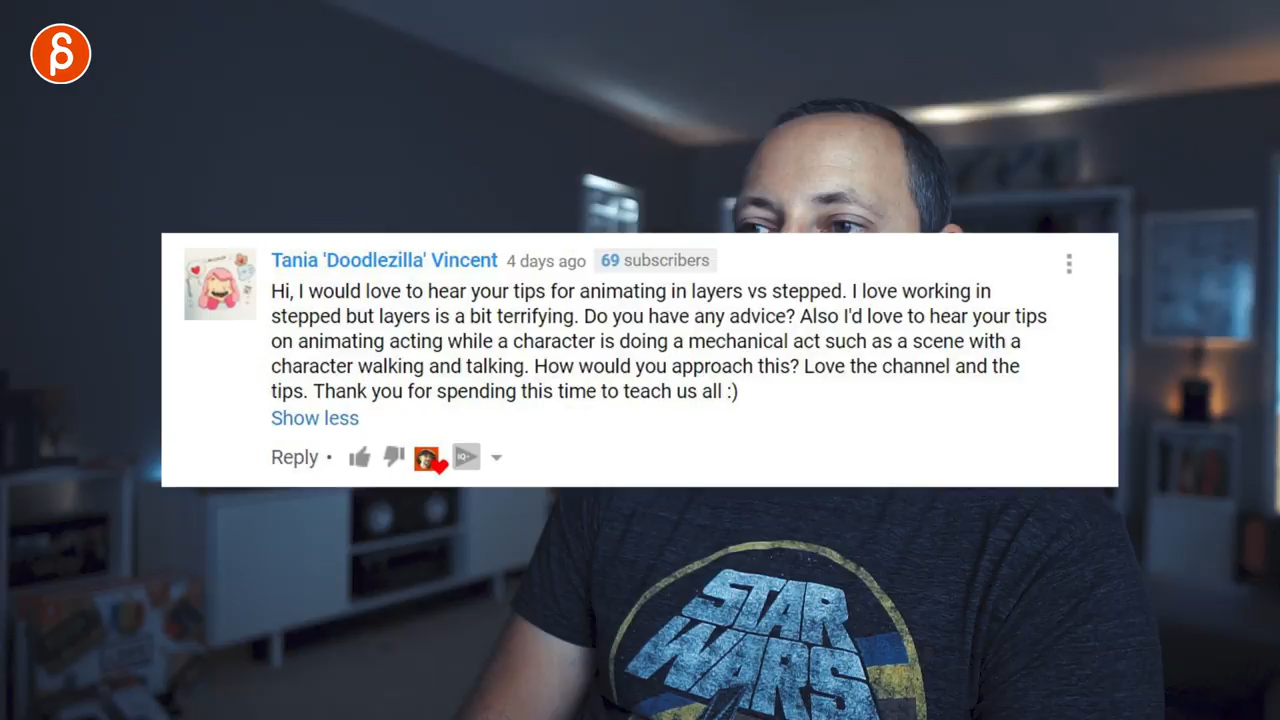 Tania 'Doodlezilla' Vincent 4 days ago 69 subscribers
Hi, I would love to hear your tips for animating in layers vs stepped. I love working in
stepped but layers is a bit terrifying. Do you have any advice? Also I'd love to hear your tips
on animating acting while a character is doing a mechanical act such as a scene with a
character walking and talking. How would you approach this? Love the channel and the
tips. Thank you for spending this time to teach us all :)
Show less
Reply •
IQ
STAR
WARS